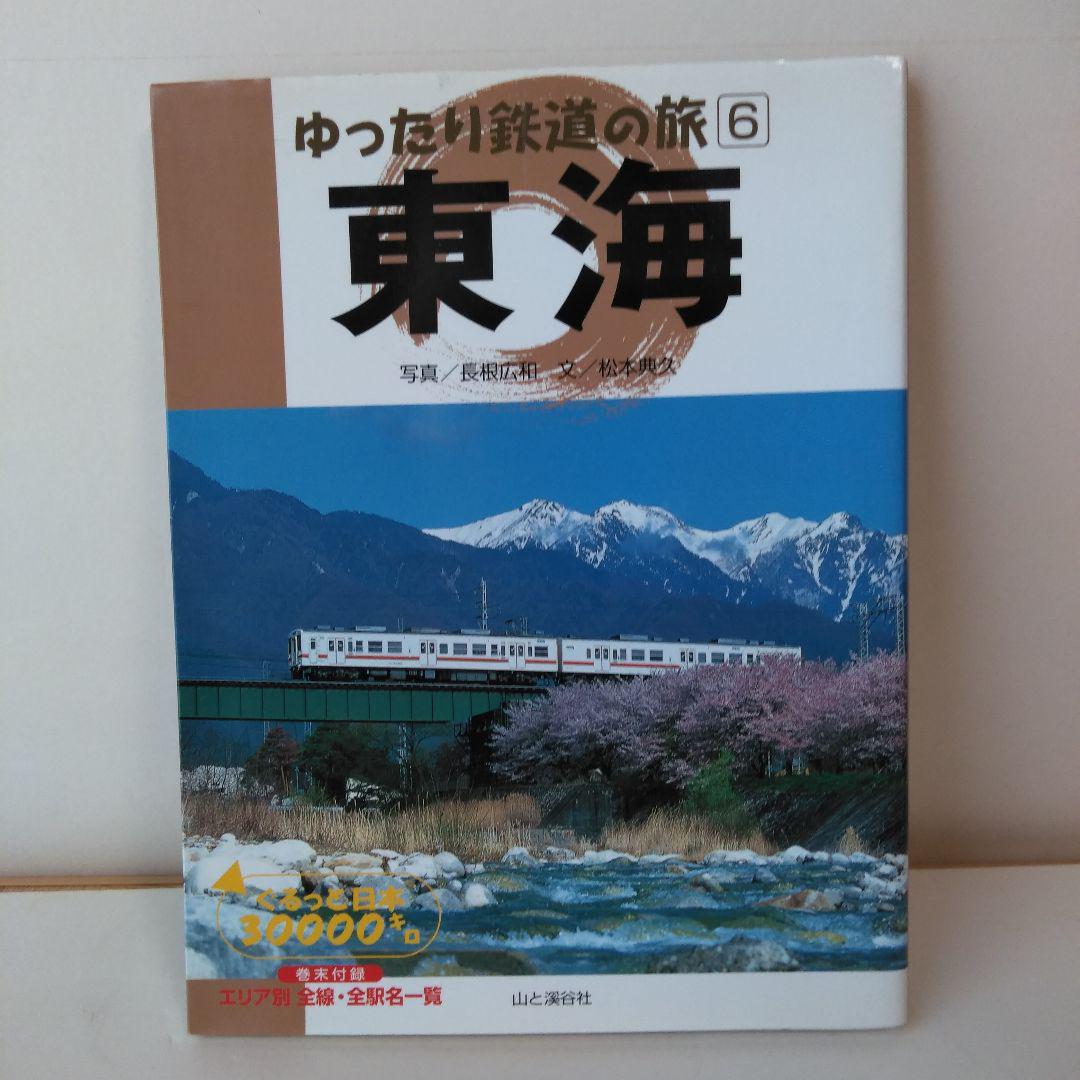 ゆったり鉄道の旅 6
東海
写真／長根広和 文／松本典久
ぐるっと日本
30000キロ
巻末付録
エリア別 全線・全駅名一覧
山と溪谷社